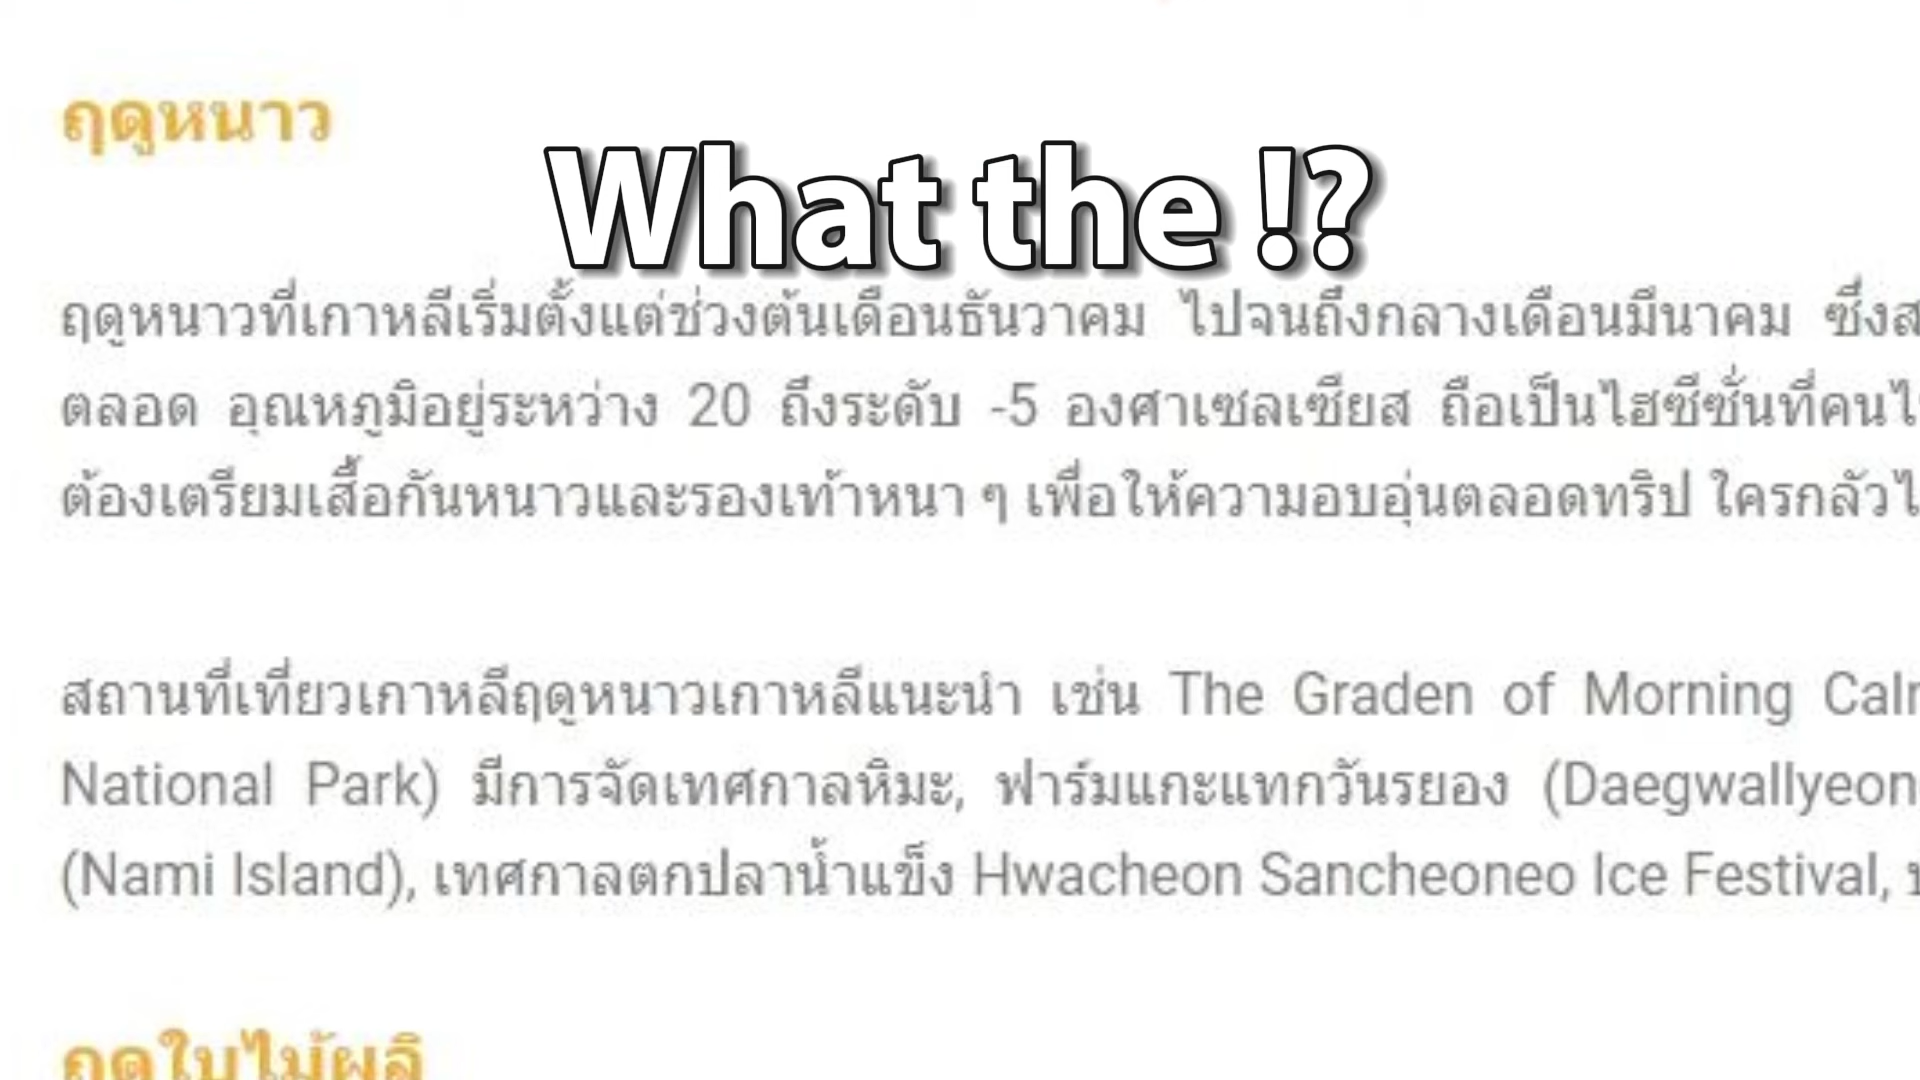 ฤดูหนาว
What the !?
ฤดูหนาวที่เกาหลีเริ่มตั้งแต่ช่วงต้นเดือนธันวาคม ไปจนถึงกลางเดือนมีนาคม ซึ่งส
ตลอด อุณหภูมิอยู่ระหว่าง 20 ถึงระดับ -5 องศาเซลเซียส ถือเป็นไฮซีซั่นที่คน
ต้องเตรียมเสื้อกันหนาวและรองเท้าหนา ๆ เพื่อให้ความอบอุ่นตลอดทริป ใครกลัว
สถานที่เที่ยวเกาหลีฤดูหนาวเกาหลีแนะนำ เช่น The Graden of Morning
National Park) มีการจัดเทศกาลหิมะ, ฟาร์มแกะแทกวันรยอง (Daegwallyeon
(Nami Island), เทศกาลตกปลาน้ำแข็ง Hwacheon Sancheoneo Ice Festival,
ฤดูใบไม้ผลิ